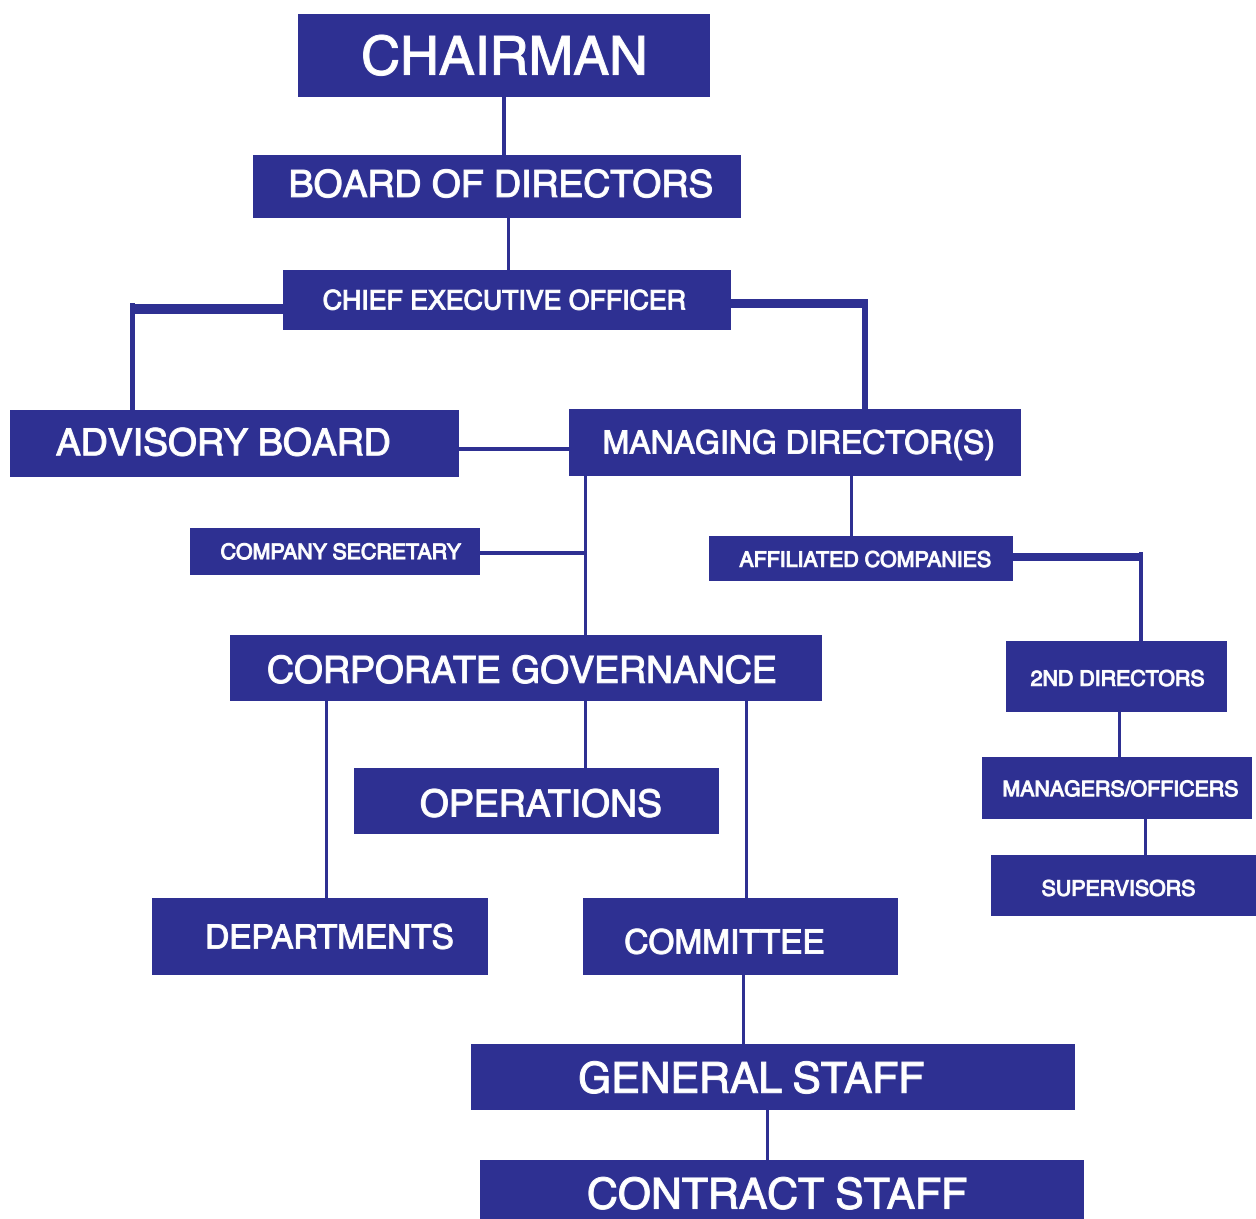 CHAIRMAN
BOARD OF DIRECTORS
CHIEF EXECUTIVE OFFICER
ADVISORY BOARD
MANAGING DIRECTOR(S)
COMPANY SECRETARY
AFFILIATED COMPANIES
CORPORATE GOVERNANCE
2ND DIRECTORS
OPERATIONS
MANAGERS/OFFICERS
SUPERVISORS
DEPARTMENTS
COMMITTEE
GENERAL STAFF
CONTRACT STAFF